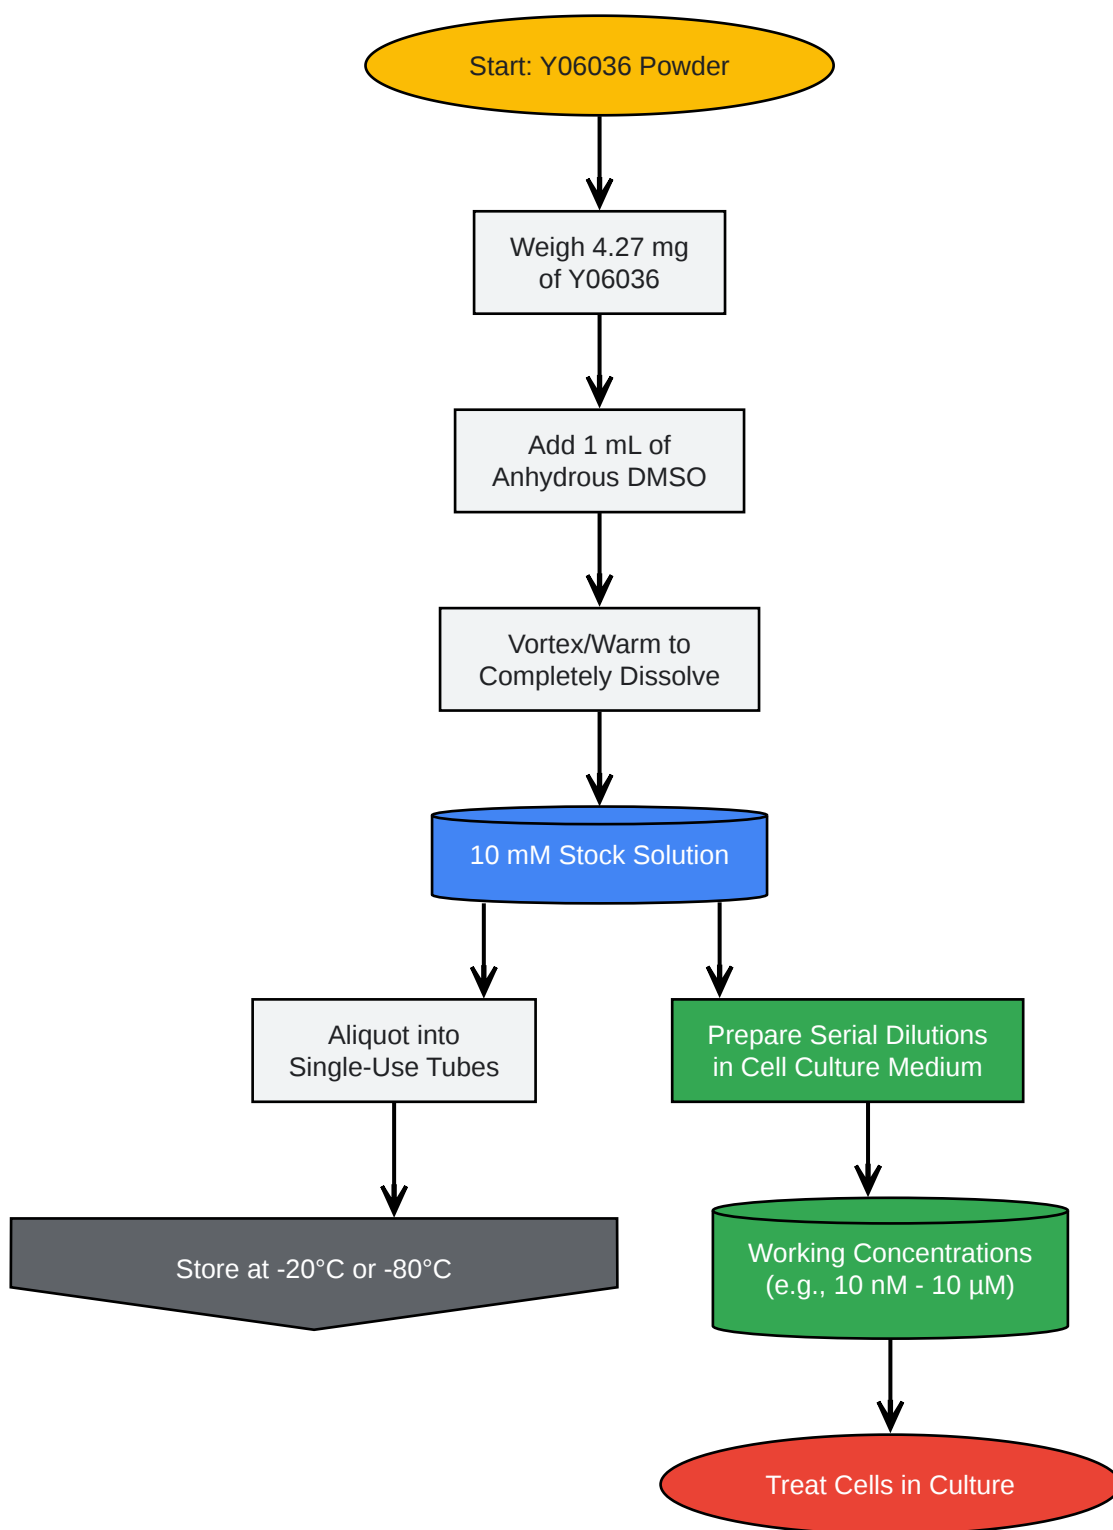 Start: Y06036 Powder
Weigh 4.27 mg
of Y06036
Add 1 mL of
Anhydrous DMSO
Vortex/Warm to
Completely Dissolve
10 mM Stock Solution
Aliquot into
Single-Use Tubes
Prepare Serial Dilutions
in Cell Culture Medium
Store at -20°C or -80°C
Working Concentrations
(e.g., 10 nM - 10 µM)
Treat Cells in Culture